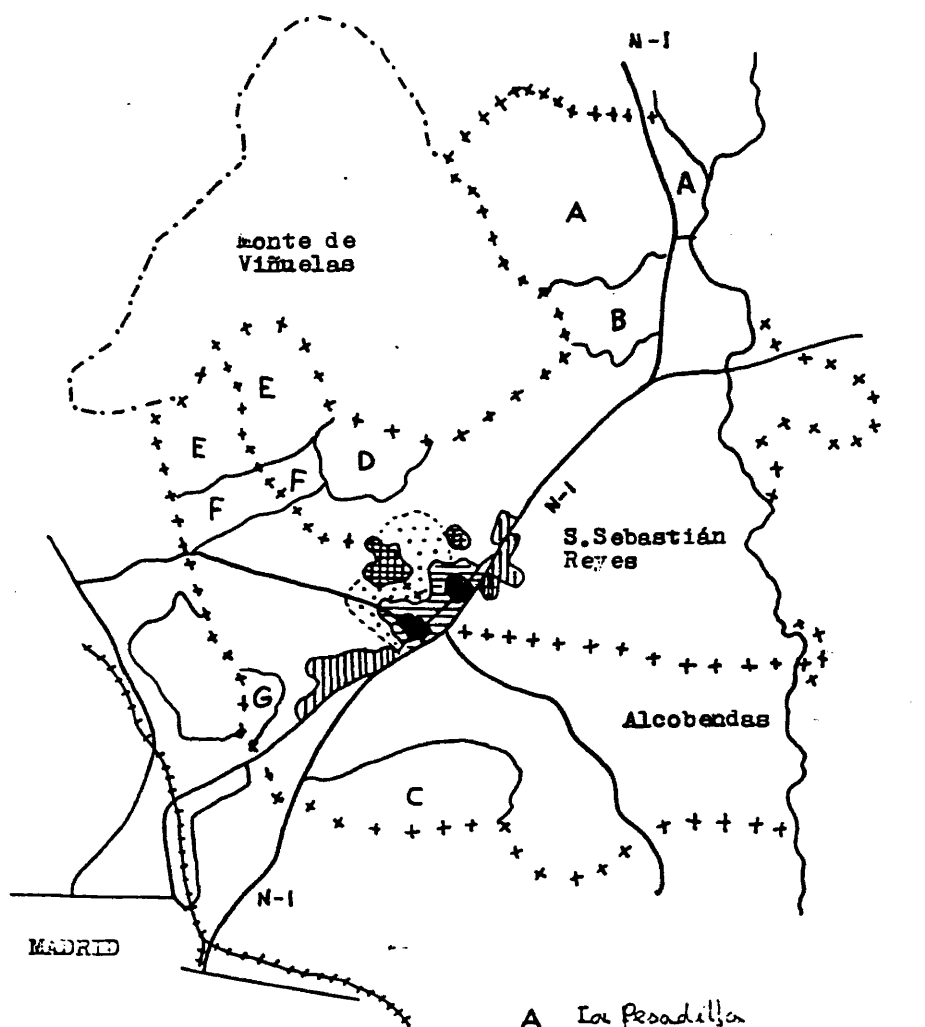 N-I
A
A
Monte de
Viñuelas
B
E
E
D
F
F
N-I
S.Sebastián
Reyes
G
Alcobendas
C
N-I
MADRID
A La Pesadilla